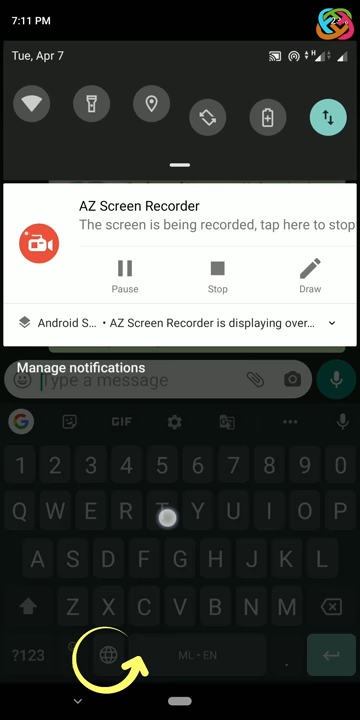 7:11 PM
Tue, Apr 7
H
AZ Screen Recorder
The screen is being recorded, tap here to stop
Pause
Stop
Draw
Android S... • AZ Screen Recorder is displaying over...
Manage notifications
Type a message
G
GIF
1 2 3 4 5 6 7 8 9 0
Q W E R T Y U I O P
A S D F G H J K L
Z X C V B N M
?123
ML • EN
.